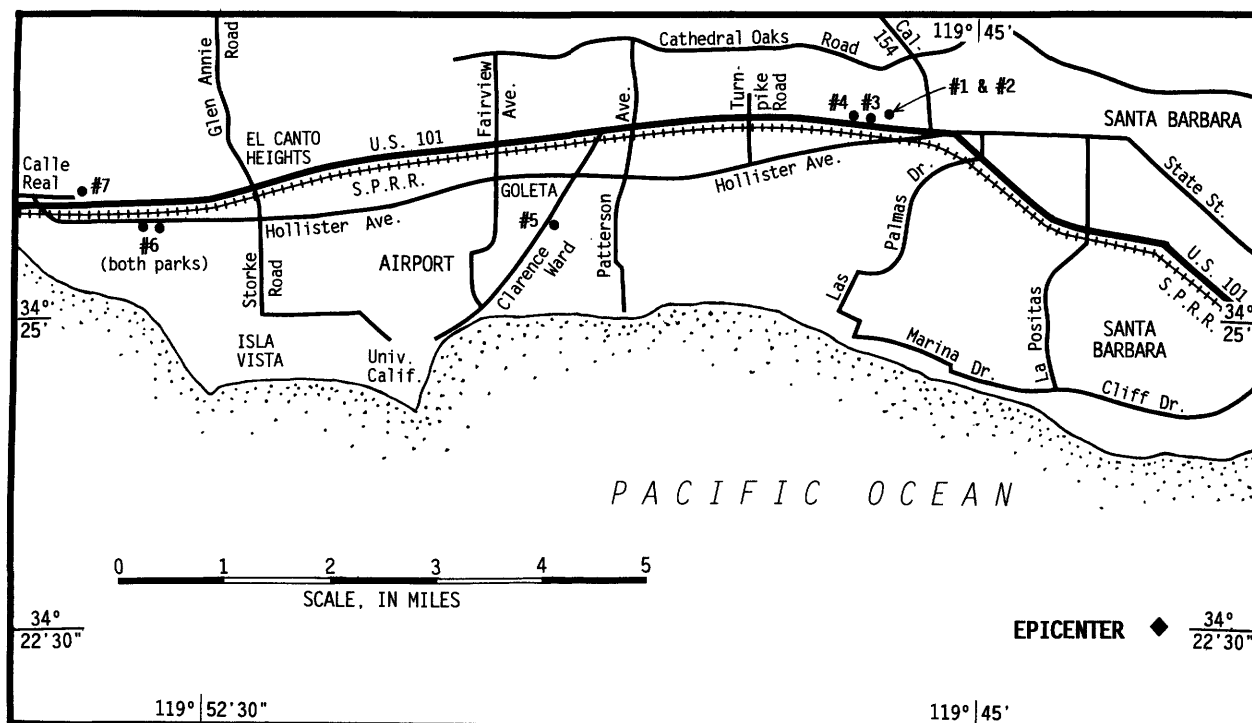 Glen Annie
Road
Cathedral Oaks
Road
Cal.
154
119° 45'
Fairview
Ave.
Ave.
Turn-
pike
Road
#4 #3
#1 & #2
SANTA BARBARA
EL CANTO
HEIGHTS
U.S. 101
Calle
Real
#7
S.P.R.R.
GOLETA
Hollister Ave.
Dr.
State St.
#6
(both parks)
Hollister Ave.
#5
Palmas
AIRPORT
Clarence
Ward
Patterson
Storke
Road
Las
U.S. 101
S.P.R.R.
34°
25'
34°
25'
ISLA
VISTA
Univ.
Calif.
Marina Dr.
La Positas
SANTA
BARBARA
Cliff Dr.
PACIFIC OCEAN
0 1 2 3 4 5
SCALE, IN MILES
34°
22'30"
EPICENTER
34°
22'30"
119° 52'30"
119° 45'